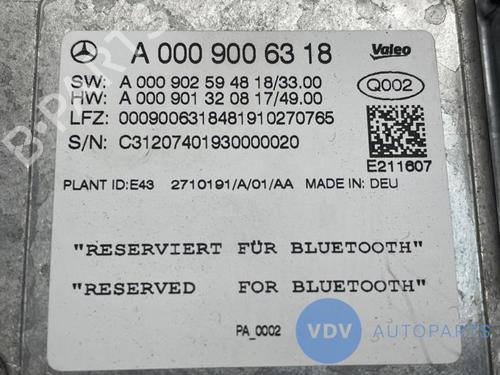 A 000 900 63 18
Valeo
SW: A 000 902 59 48 18/33.00
HW: A 000 901 32 08 17/49.00
Q002
LFZ: 0009006318481910270765
S/N: C31207401930000020
E211607
PLANT ID:E43 2710191/A/01/AA MADE IN: DEU
"RESERVIERT FÜR BLUETOOTH"
"RESERVED FOR BLUETOOTH"
PA_0002
VDV AUTOPARTS
B-PARTS